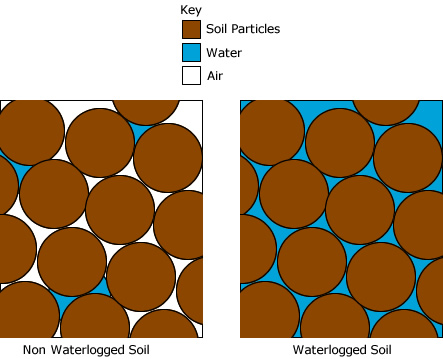 Key
Soil Particles
Water
Air
Non Waterlogged Soil
Waterlogged Soil